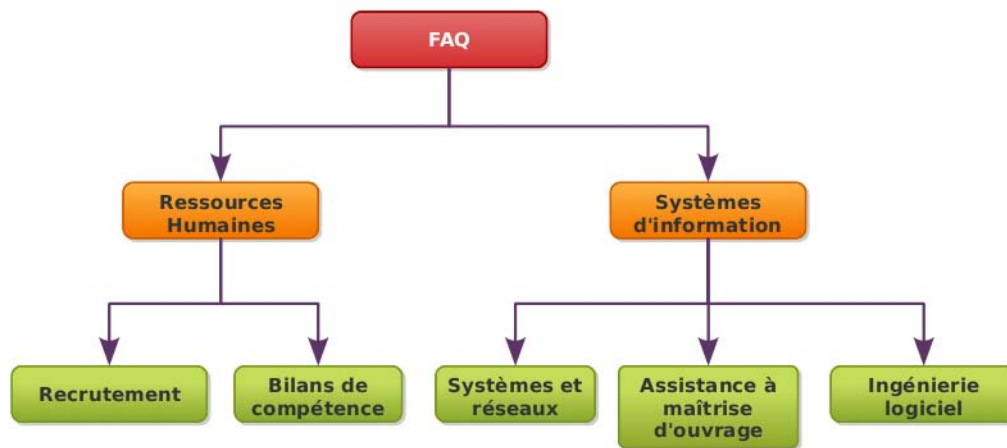 FAQ
Ressources
Humaines
Systèmes
d'information
Recrutement
Bilans de
compétence
Systèmes et
réseaux
Assistance à
maîtrise
d'ouvrage
Ingénierie
logiciel